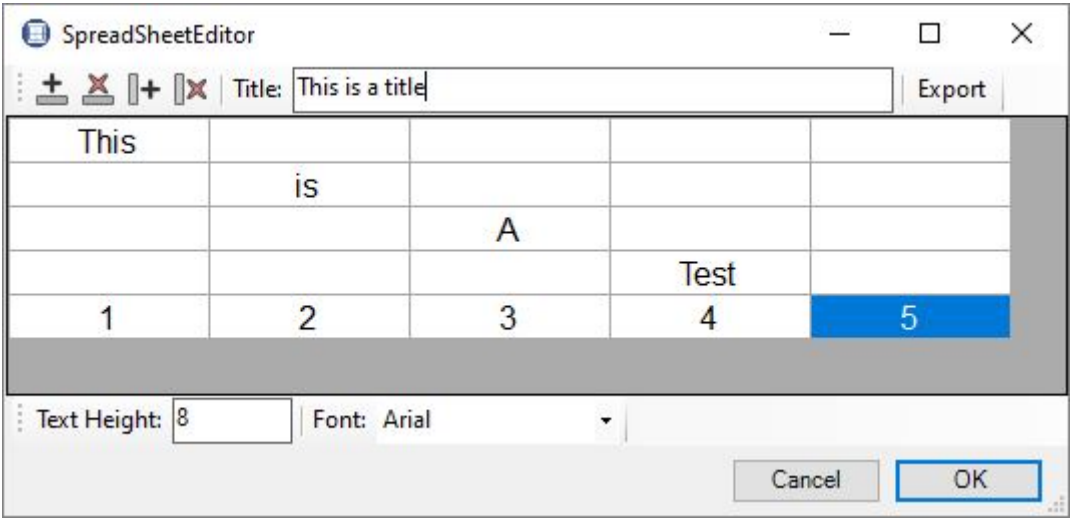 SpreadSheetEditor
Title: This is a title Export
This
is
A
Test
1 2 3 4 5
Text Height: 8 Font: Arial
Cancel OK